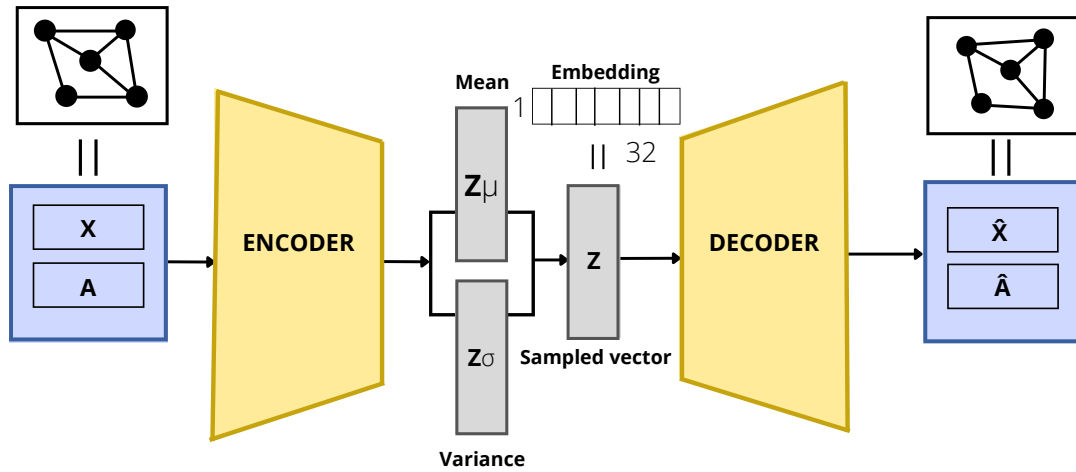 Mean
Embedding
1
32
X
A
ENCODER
Zμ
Zσ
Variance
Z
Sampled vector
DECODER
X̂
Â